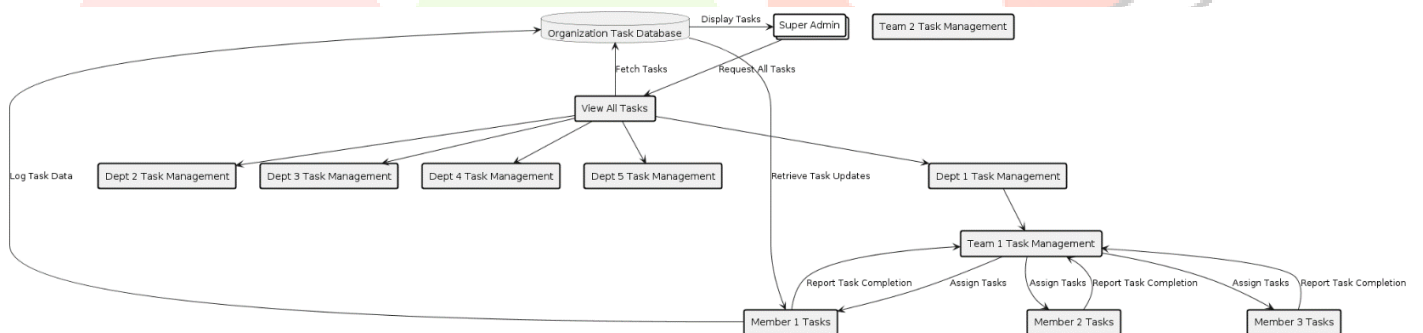 Display Tasks
Super Admin
Team 2 Task Management
Organization Task Database
Fetch Tasks
Request All Tasks
View All Tasks
Log Task Data
Dept 2 Task Management
Dept 3 Task Management
Dept 4 Task Management
Dept 5 Task Management
Retrieve Task Updates
Dept 1 Task Management
Team 1 Task Management
Report Task Completion
Assign Tasks
Assign Tasks
Report Task Completion
Assign Tasks
Report Task Completion
Member 1 Tasks
Member 2 Tasks
Member 3 Tasks